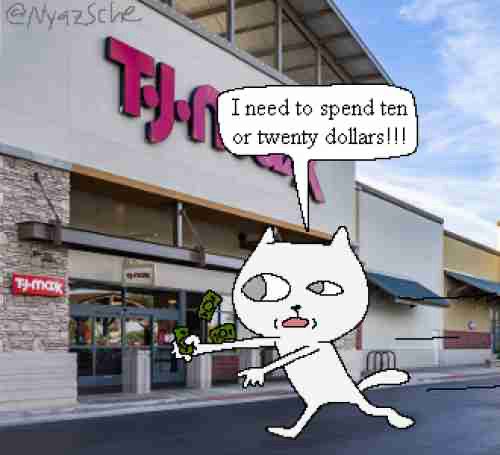 @NyazSche
T·J·m
I need to spend ten
or twenty dollars!!!
T·J·maxx
T·J·maxx